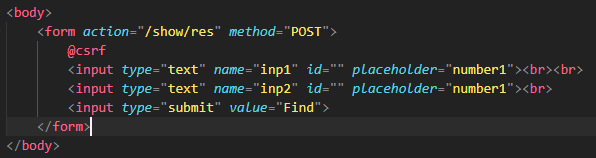 <body>
<form action="/show/res" method="POST">
@csrf
<input type="text" name="inp1" id="" placeholder="number1"><br><br>
<input type="text" name="inp2" id="" placeholder="number1"><br>
<input type="submit" value="Find">
</form>
</body>